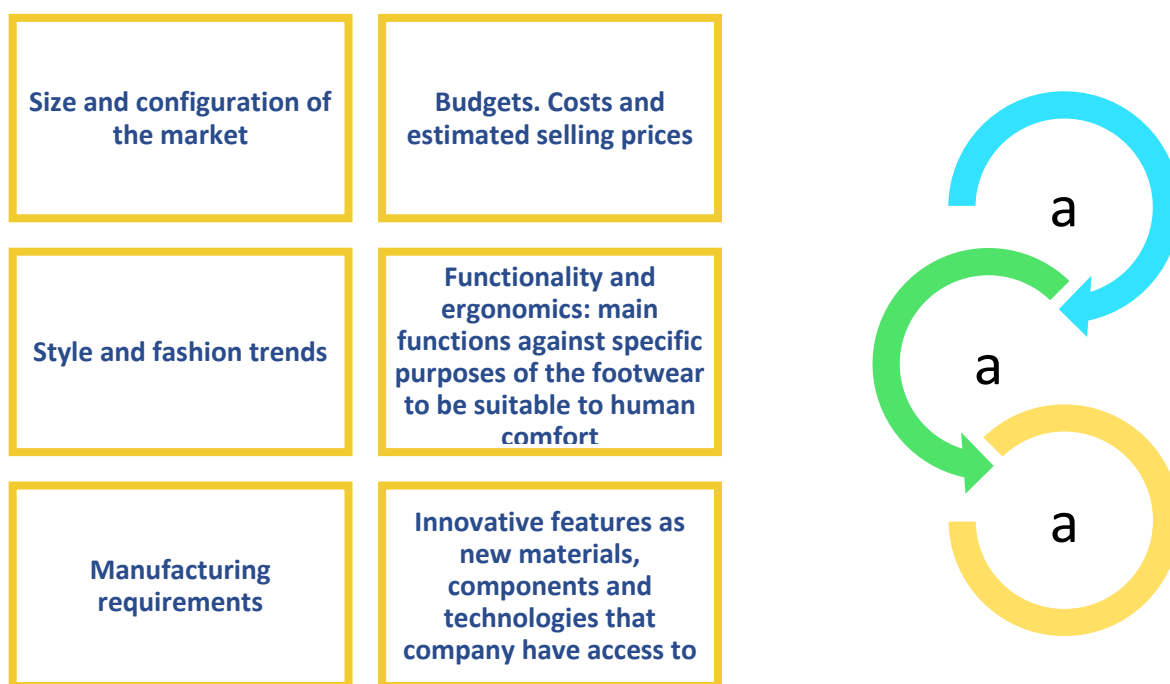 Size and configuration of
the market
Budgets. Costs and
estimated selling prices
Style and fashion trends
Functionality and
ergonomics: main
functions against specific
purposes of the footwear
to be suitable to human
comfort
Manufacturing
requirements
Innovative features as
new materials,
components and
technologies that
company have access to
a
a
a